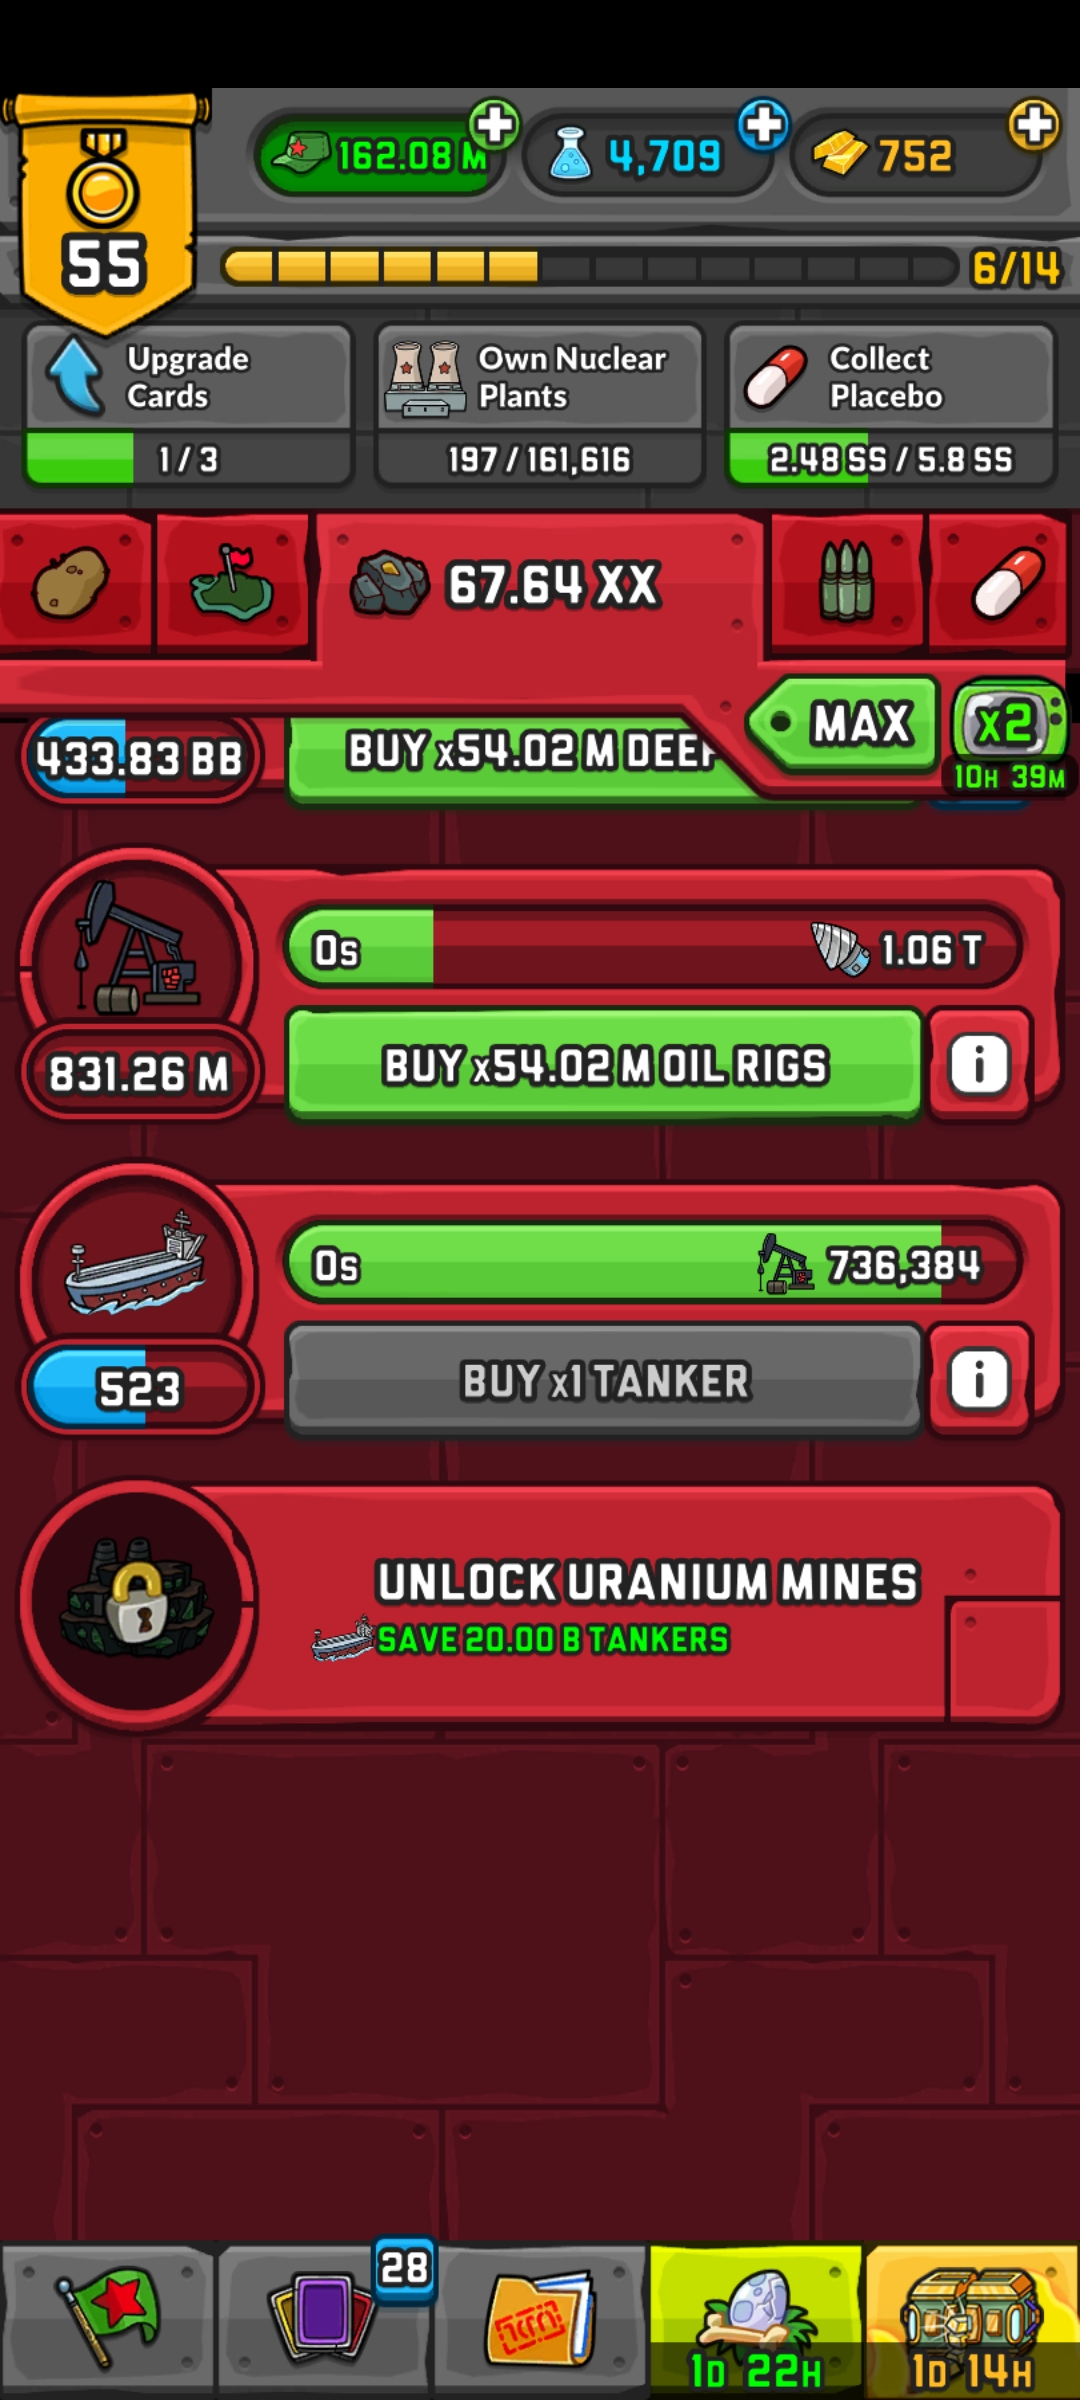 162.08 M
4,709
752
55
6/14
Upgrade
Cards
1 / 3
Own Nuclear
Plants
197 / 161,616
Collect
Placebo
2.48 SS / 5.8 SS
67.64 XX
MAX
x2
10H 39M
433.83 BB
BUY x54.02 M DEEP
0s
1.06 T
831.26 M
BUY x54.02 M OIL RIGS
i
0s
736,384
523
BUY x1 TANKER
i
UNLOCK URANIUM MINES
SAVE 20.00 B TANKERS
28
1D 22H
1D 14H